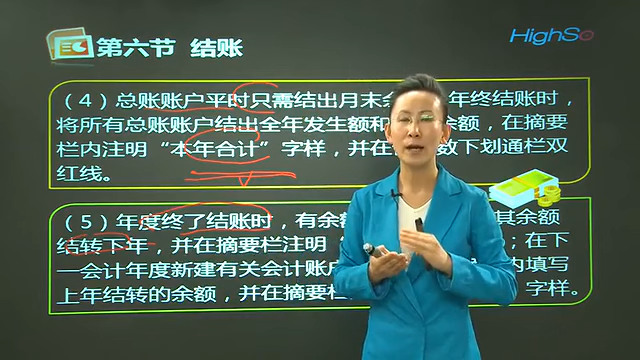 第六节 结账
HighSo
（4）总账账户平时只需结出月末余 年终结账时，
将所有总账账户结出全年发生额和 余额，在摘要
栏内注明“本年合计”字样，并在 数下划通栏双
红线。
（5）年度终了结账时，有余 其余额
结转下年，并在摘要栏注明 ；在下
一会计年度新建有关会计账户 内填写
上年结转的余额，并在摘要栏 字样。